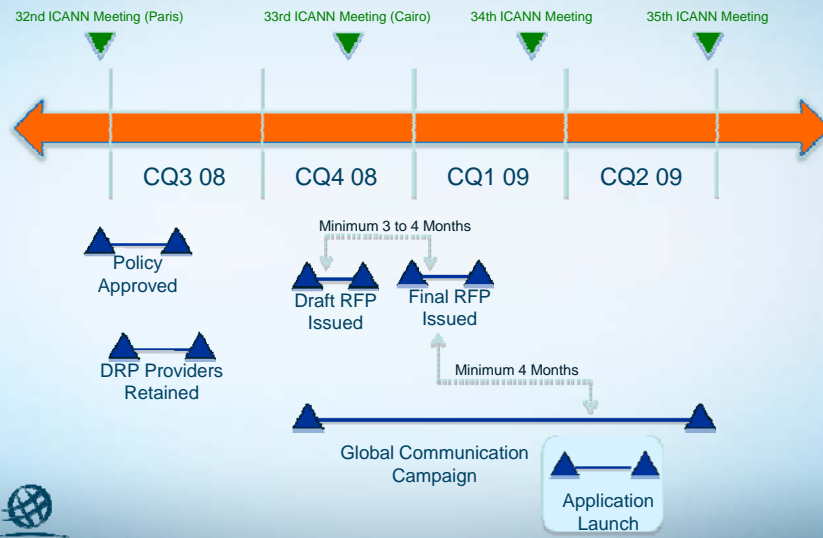 32nd ICANN Meeting (Paris)
33rd ICANN Meeting (Cairo)
34th ICANN Meeting
35th ICANN Meeting
CQ3 08
CQ4 08
CQ1 09
CQ2 09
Minimum 3 to 4 Months
Policy
Approved
Draft RFP
Issued
Final RFP
Issued
DRP Providers
Retained
Minimum 4 Months
Global Communication
Campaign
Application
Launch